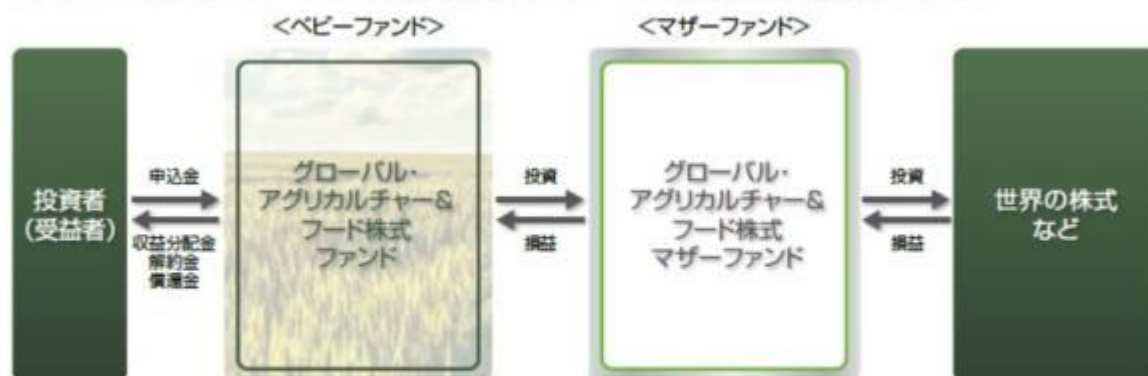 <ベビーファンド>
<マザーファンド>
投資者
(受益者)
申込金
収益分配金
解約金
償還金
グローバル・
アグリカルチャー&
フード株式
ファンド
投資
損益
グローバル・
アグリカルチャー&
フード株式
マザーファンド
投資
損益
世界の株式
など